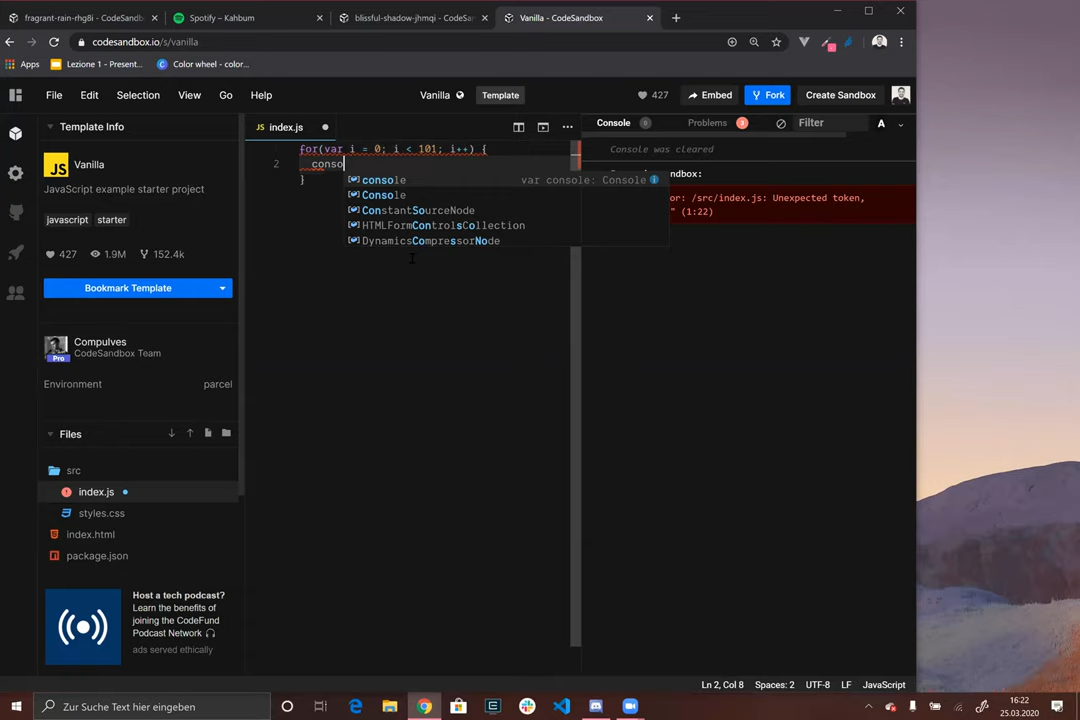 fragrant-rain-rhg8i - CodeSandb
Spotify – Kahbum
blissful-shadow-jhmqi - CodeSan
Vanilla - CodeSandbox
codesandbox.io/s/vanilla
Apps
Lezione 1 - Present...
Color wheel - color...
File Edit Selection View Go Help
Vanilla
Template
427
Embed
Fork
Create Sandbox
Template Info
JS Vanilla
JavaScript example starter project
javascript starter
427 1.9M 152.4k
Bookmark Template
Compulves
CodeSandbox Team
Pro
Environment parcel
Files
src
index.js
styles.css
index.html
package.json
Host a tech podcast?
Learn the benefits of
joining the CodeFund
Podcast Network
ads served ethically
JS index.js
for(var i = 0; i < 101; i++) {
2 conso
}
console var console: Console
Console
ConstantSourceNode
HTMLFormControlsCollection
DynamicsCompressorNode
Console 0 Problems 3 Filter A
Console was cleared
ndbox:
or: /src/index.js: Unexpected token,
" (1:22)
Ln 2, Col 8 Spaces: 2 UTF-8 LF JavaScript
Zur Suche Text hier eingeben
16:22
25.03.2020